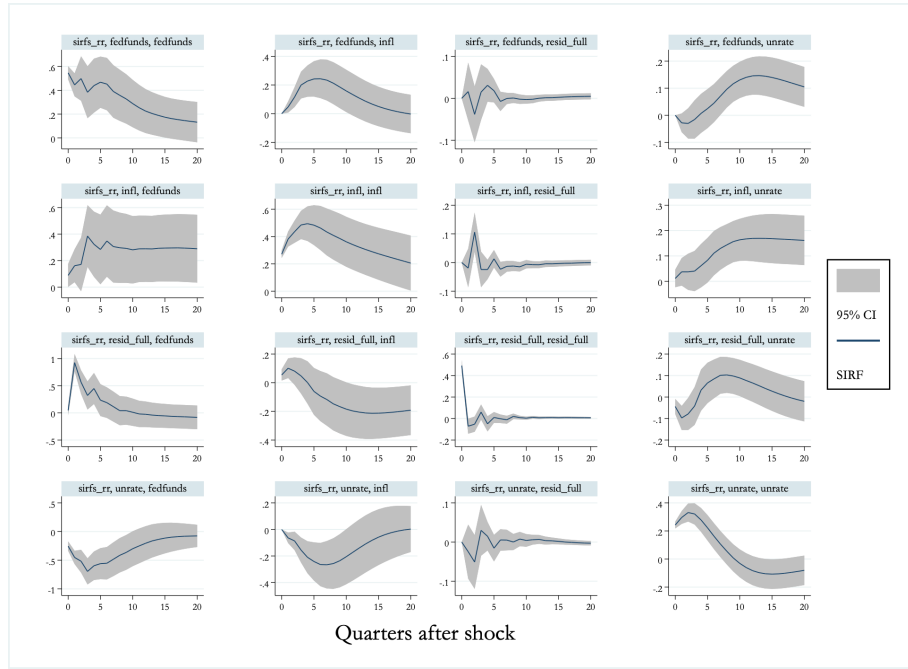 sirfs_rr, fedfunds, fedfunds
.6
.4
.2
0
0 5 10 15 20
sirfs_rr, fedfunds, infl
.4
.2
0
-.2
0 5 10 15 20
sirfs_rr, fedfunds, resid_full
.1
0
-.1
0 5 10 15 20
sirfs_rr, fedfunds, unrate
.2
.1
0
-.1
0 5 10 15 20
sirfs_rr, infl, fedfunds
.6
.4
.2
0
0 5 10 15 20
sirfs_rr, infl, infl
.6
.4
.2
0
0 5 10 15 20
sirfs_rr, infl, resid_full
.2
.1
0
-.1
0 5 10 15 20
sirfs_rr, infl, unrate
.3
.2
.1
0
0 5 10 15 20
sirfs_rr, resid_full, fedfunds
1
.5
0
-.5
0 5 10 15 20
sirfs_rr, resid_full, infl
.2
0
-.2
-.4
0 5 10 15 20
sirfs_rr, resid_full, resid_full
.6
.4
.2
0
-.2
0 5 10 15 20
sirfs_rr, resid_full, unrate
.2
.1
0
-.1
-.2
0 5 10 15 20
sirfs_rr, unrate, fedfunds
.5
0
-.5
-1
0 5 10 15 20
sirfs_rr, unrate, infl
.2
0
-.2
-.4
0 5 10 15 20
sirfs_rr, unrate, resid_full
.1
0
-.1
0 5 10 15 20
sirfs_rr, unrate, unrate
.4
.2
0
-.2
0 5 10 15 20
95% CI
SIRF
Quarters after shock